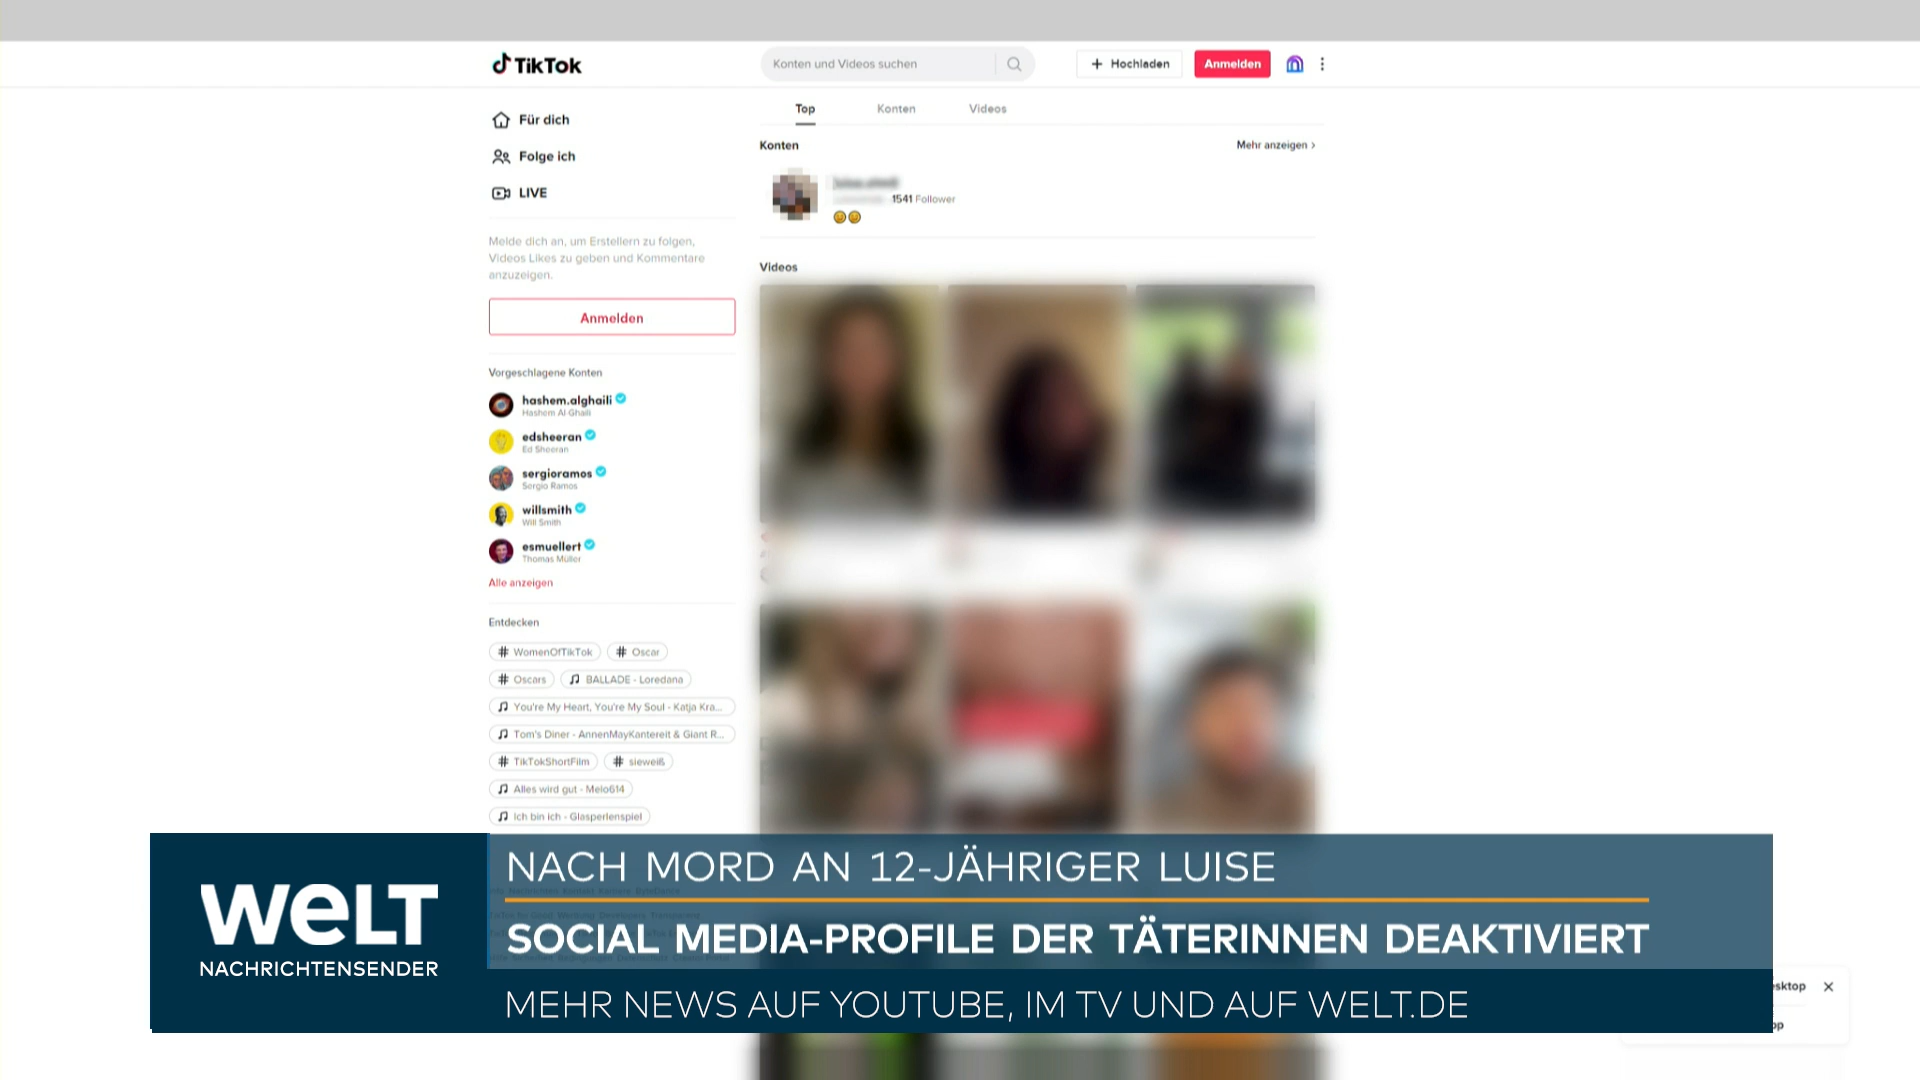 TikTok
Konten und Videos suchen
Hochladen
Anmelden
Für dich
Folge ich
LIVE
Melde dich an, um Erstellern zu folgen,
Videos Likes zu geben und Kommentare
anzuzeigen.
Anmelden
Vorgeschlagene Konten
hashem.alghaili
Hashem Al Ghaili
edsheeran
Ed Sheeran
sergioramos
Sergio Ramos
willsmith
Will Smith
esmuellert
Thomas Müller
Alle anzeigen
Entdecken
# WomenOfTikTok
# Oscar
# Oscars
BALLADE - Loredana
You're My Heart, You're My Soul - Katja Kra...
Tom's Diner - AnnenMayKantereit & Giant R...
# TikTokShortFilm
# sieweiß
Alles wird gut - Melo614
Ich bin ich - Glasperlenspiel
Top
Konten
Videos
Konten
Mehr anzeigen >
1541 Follower
Videos
WELT
NACHRICHTENSENDER
NACH MORD AN 12-JÄHRIGER LUISE
SOCIAL MEDIA-PROFILE DER TÄTERINNEN DEAKTIVIERT
MEHR NEWS AUF YOUTUBE, IM TV UND AUF WELT.DE